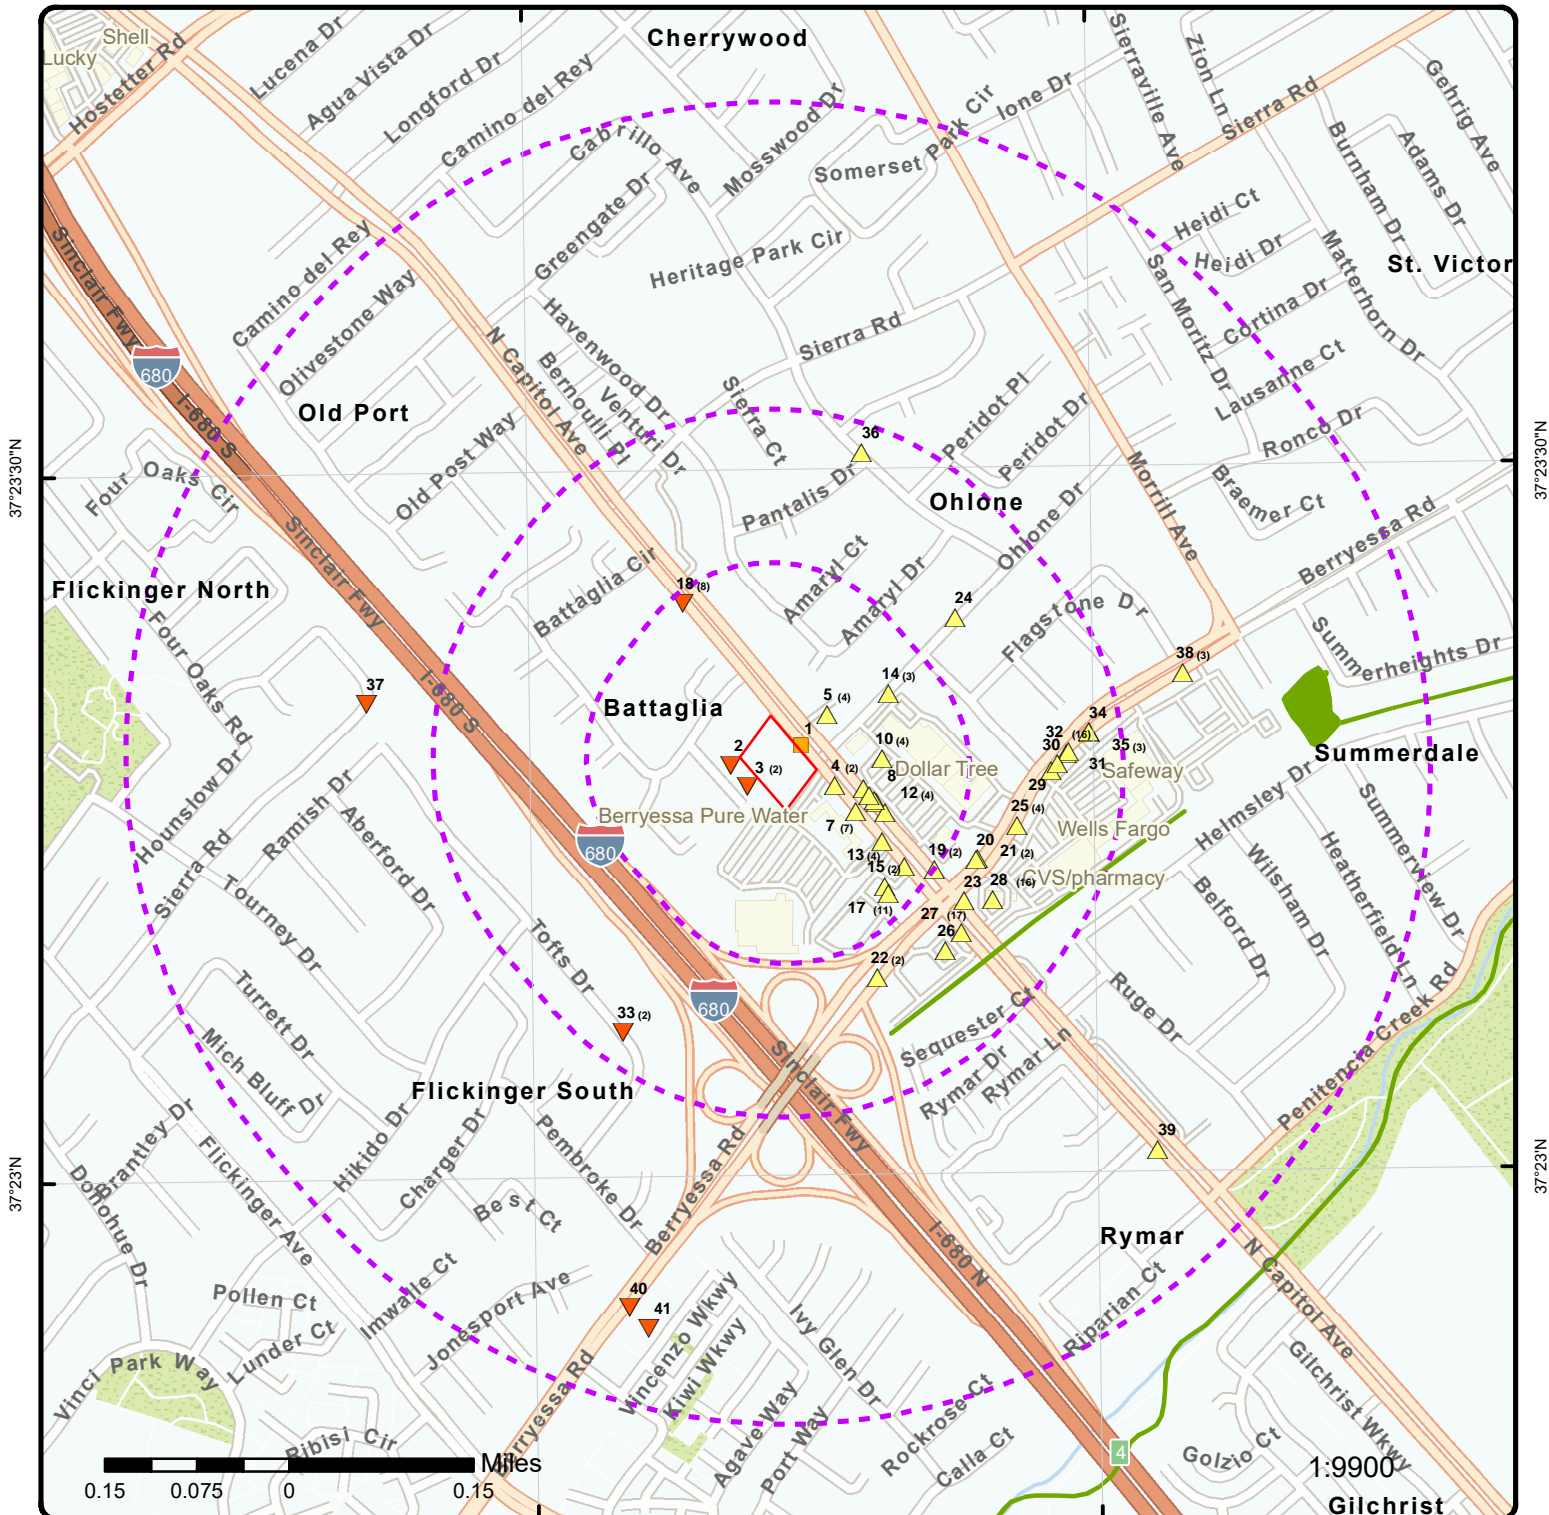 Cherrywood
Shell
Lucky
Hostetter Rd
Lucena Dr
Agua Vista Dr
Longford Dr
Camino del Rey
Cabrillo Ave
Mosswood Dr
Somerset Park Cir
Ione Dr
Sierraville Ave
Zion Ln
Sierra Rd
Gehrig Ave
Burnham Dr
Adams Dr
Greengate Dr
Heritage Park Cir
Heidi Ct
Heidi Dr
St. Victor
Matterhorn Dr
San Moritz Dr
Cortina Dr
Lausanne Ct
Ronco Dr
Sinclair Fwy
680
I-680 S
Camino del Rey
Olivestone Way
Old Port
N Capitol Ave
Havenwood Dr
Bernoulli Pl
Venturi Dr
Sierra Rd
Sierra Ct
Peridot Pl
Peridot Dr
36
Old Post Way
Four Oaks Cir
Pantalis Dr
Ohlone
Ohlone Dr
Morrill Ave
Braemer Ct
Berryessa Rd
37°23'30"N
37°23'30"N
Sinclair Fwy
Flickinger North
Battaglia Cir
18 (8)
Amaryl Ct
Amaryl Dr
24
Flagstone Dr
Summerheights Dr
38 (3)
Four Oaks Rd
37
I-680 S
Battaglia
5 (4)
14 (3)
1
2
3 (2)
10 (4)
4 (2)
8
Dollar Tree
12 (4)
34
32 (16)
35 (3)
30
31
29
Safeway
Summerdale
Berryessa Pure Water
7 (7)
25 (4)
Wells Fargo
Helmsley Dr
Hounslow Dr
Ramish Dr
Aberford Dr
Sierra Rd
680
13 (4)
15 (2)
19 (2)
20
21 (2)
CVS/pharmacy
23
28 (16)
17 (11)
27 (17)
26
22 (2)
Summerview Dr
Heatherfield Ln
Wilsham Dr
Belford Dr
Tourney Dr
Tofts Dr
680
33 (2)
Turrett Dr
Mich Bluff Dr
Sequester Ct
Ruge Dr
Rymar Dr
Rymar Ln
Penitencia Creek Rd
Flickinger South
Sinclair Fwy
39
Brantley Dr
Donohue Dr
Flickinger Ave
Hikido Dr
Charger Dr
Pembroke Dr
Best Ct
Berryessa Rd
37°23'N
37°23'N
Rymar
I-680 N
N Capitol Ave
Riparian Ct
Pollen Ct
Imwalle Ct
Jonesport Ave
40
41
Lunder Ct
Vinci Park Way
Vincenzo Wkwy
Kiwi Wkwy
Ivy Glen Dr
Agave Way
Port Way
Rockrose Ct
Calla Ct
Gilchrist Wkwy
Golzio Ct
4
Ribisi Cir
Berryessa Rd
Miles
0.15
0.075
0
0.15
1:9900
Gilchrist